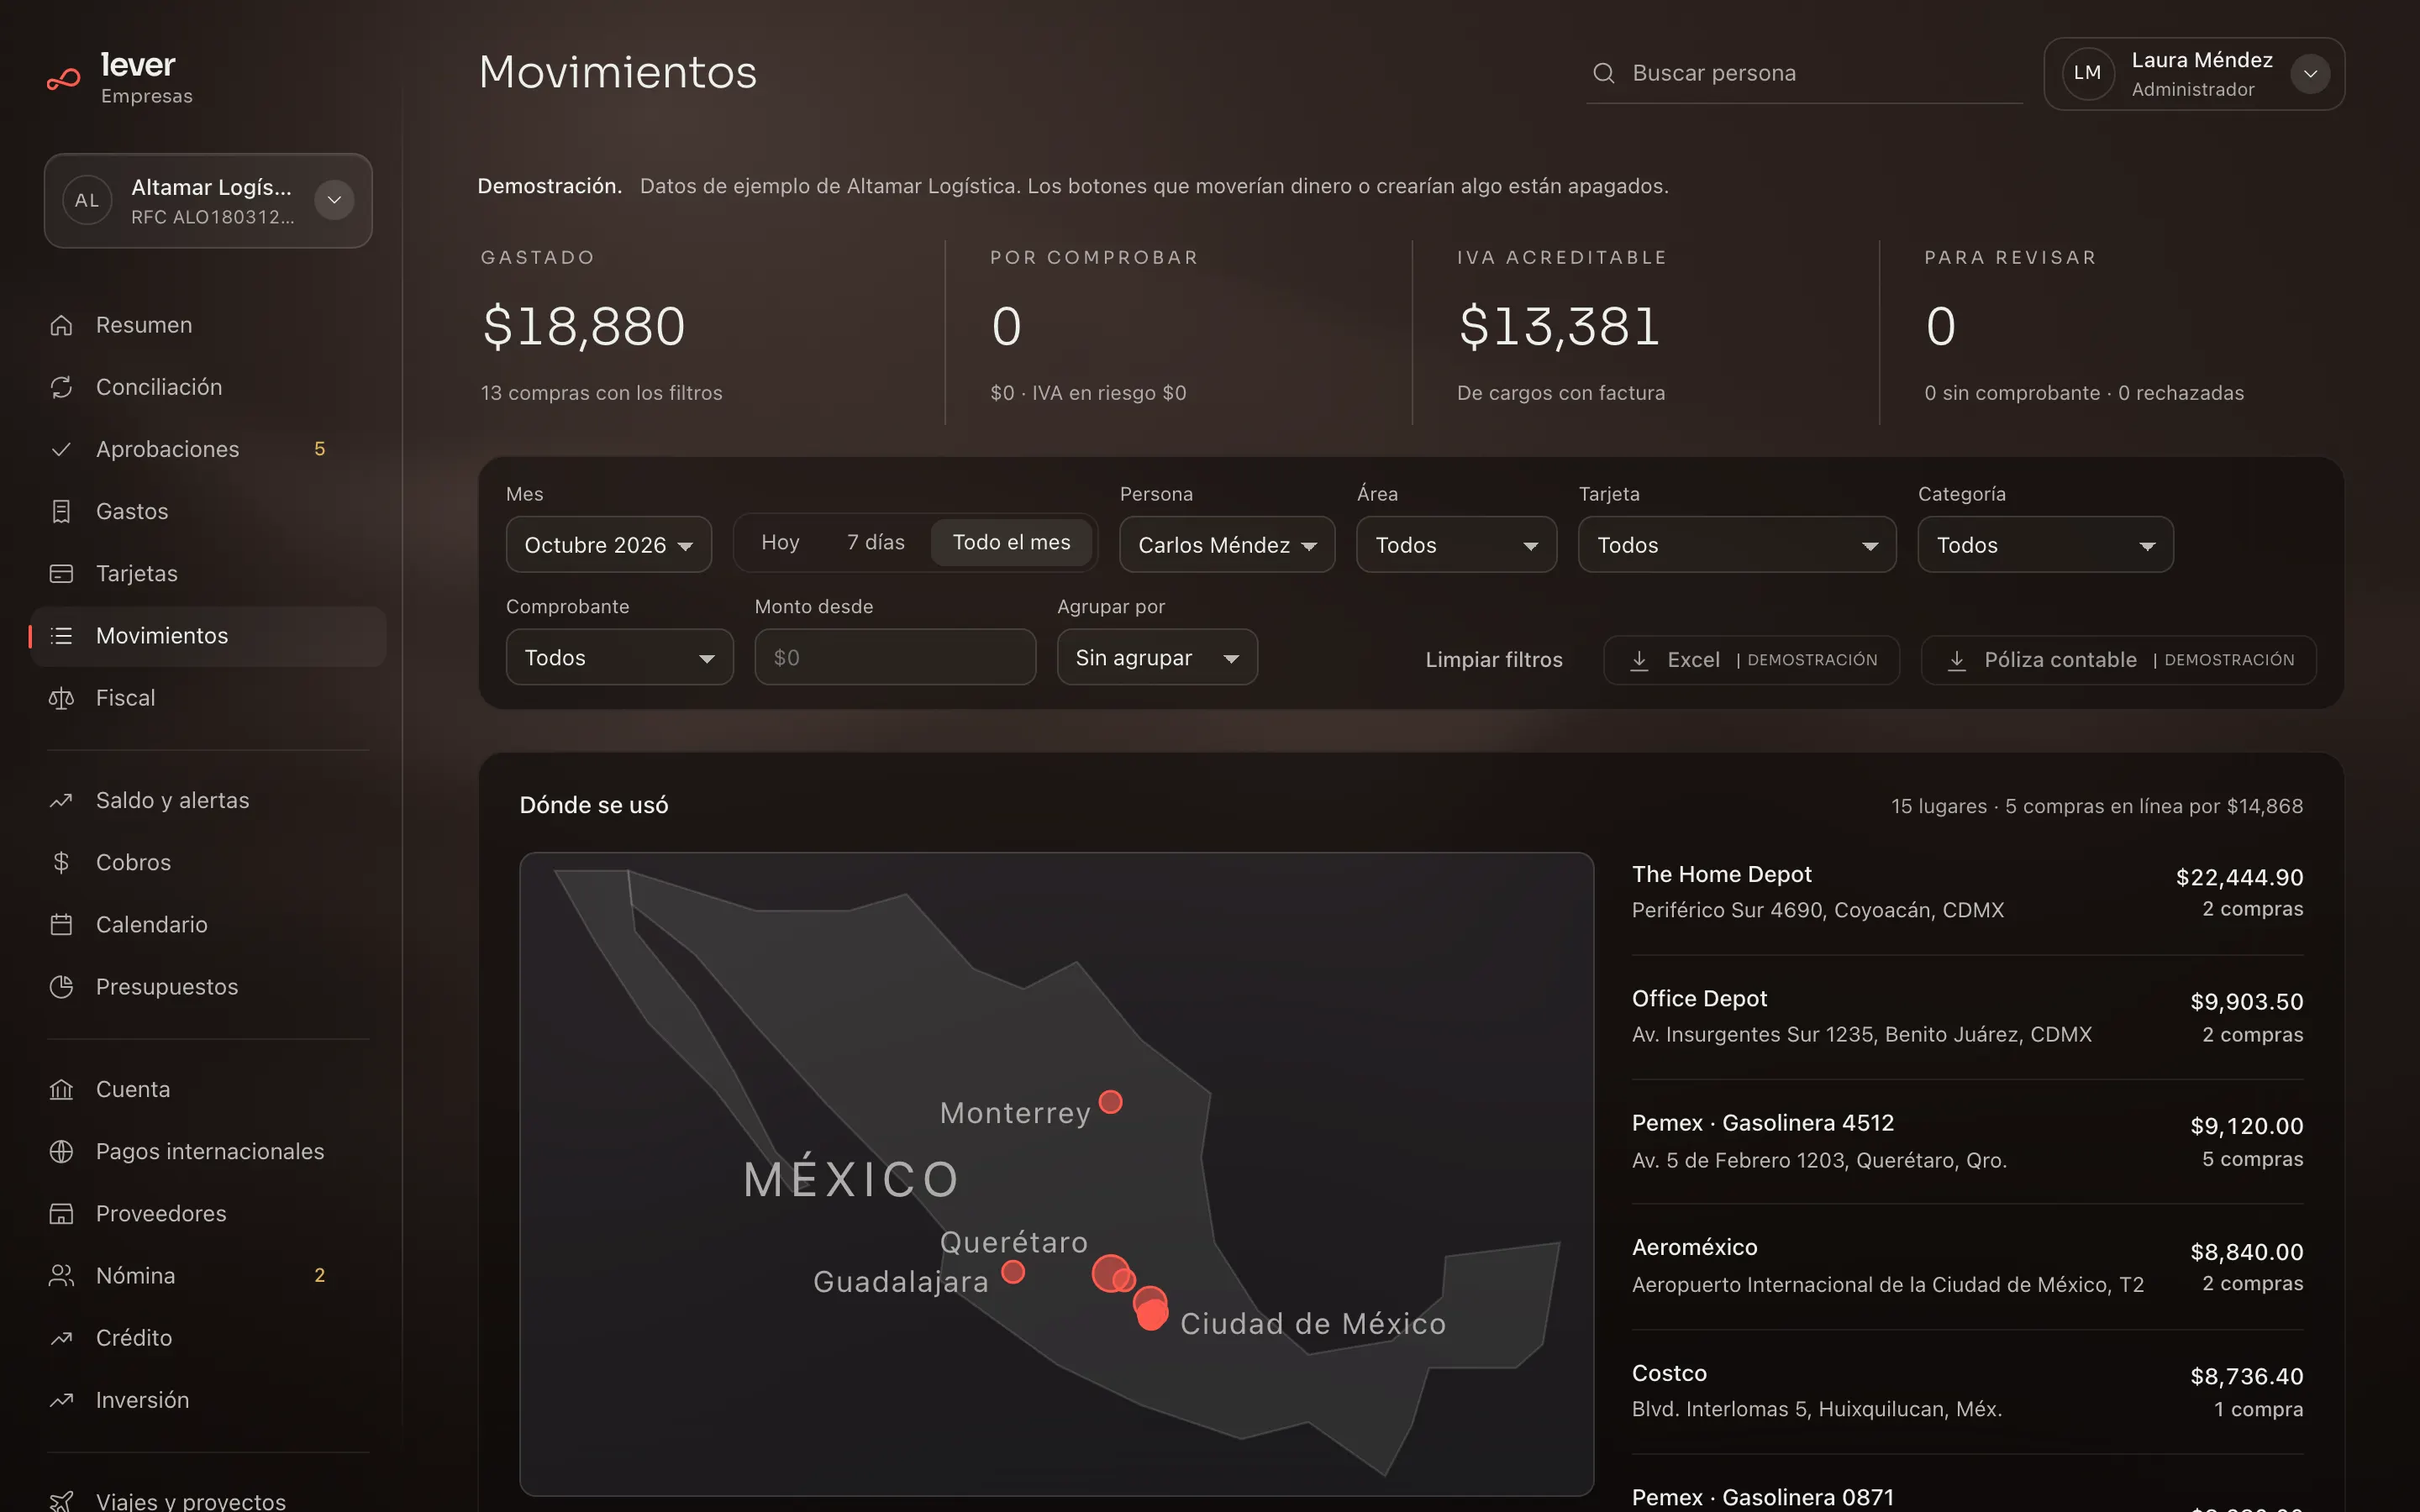 lever
Empresas
AL
Altamar Logís...
RFC ALO180312...
Resumen
Conciliación
Aprobaciones 5
Gastos
Tarjetas
Movimientos
Fiscal
Saldo y alertas
Cobros
Calendario
Presupuestos
Cuenta
Pagos internacionales
Proveedores
Nómina 2
Crédito
Inversión
Viajes y proyectos
Movimientos
Buscar persona
LM
Laura Méndez
Administrador
Demostración. Datos de ejemplo de Altamar Logística. Los botones que moverían dinero o crearían algo están apagados.
GASTADO
$18,880
13 compras con los filtros
POR COMPROBAR
0
$0 · IVA en riesgo $0
IVA ACREDITABLE
$13,381
De cargos con factura
PARA REVISAR
0
0 sin comprobante · 0 rechazadas
Mes
Octubre 2026
Hoy 7 días Todo el mes
Persona
Carlos Méndez
Área
Todos
Tarjeta
Todos
Categoría
Todos
Comprobante
Todos
Monto desde
$0
Agrupar por
Sin agrupar
Limpiar filtros
Excel | DEMOSTRACIÓN
Póliza contable | DEMOSTRACIÓN
Dónde se usó
15 lugares · 5 compras en línea por $14,868
Monterrey
MÉXICO
Querétaro
Guadalajara
Ciudad de México
The Home Depot $22,444.90
Periférico Sur 4690, Coyoacán, CDMX 2 compras
Office Depot $9,903.50
Av. Insurgentes Sur 1235, Benito Juárez, CDMX 2 compras
Pemex · Gasolinera 4512 $9,120.00
Av. 5 de Febrero 1203, Querétaro, Qro. 5 compras
Aeroméxico $8,840.00
Aeropuerto Internacional de la Ciudad de México, T2 2 compras
Costco $8,736.40
Blvd. Interlomas 5, Huixquilucan, Méx. 1 compra
Pemex · Gasolinera 0871